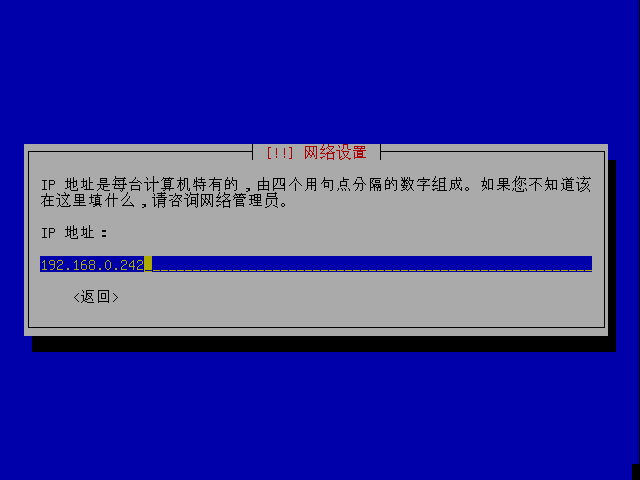 [!!] 网络设置
IP 地址是每台计算机特有的,由四个用句点分隔的数字组成。如果您不知道该
在这里填什么,请咨询网络管理员。
IP 地址：
192.168.0.242
<返回>